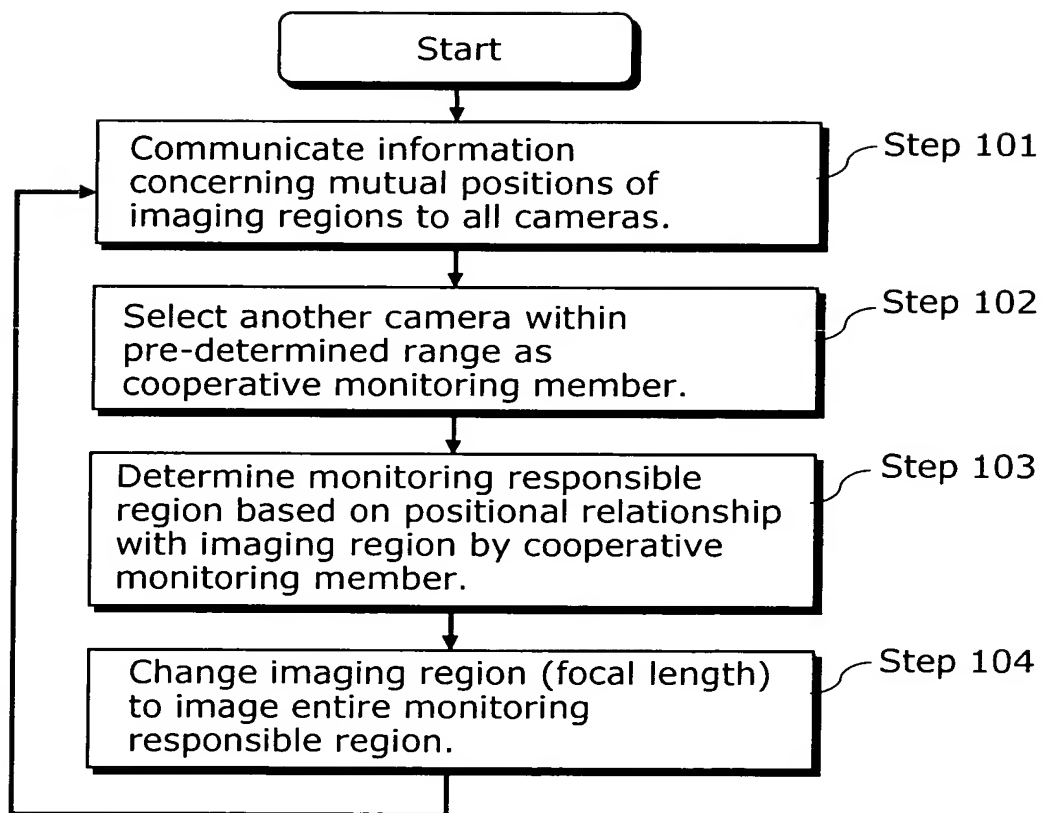 Start
Communicate information
concerning mutual positions of
imaging regions to all cameras.
Step 101
Select another camera within
pre-determined range as
cooperative monitoring member.
Step 102
Determine monitoring responsible
region based on positional relationship
with imaging region by cooperative
monitoring member.
Step 103
Change imaging region (focal length)
to image entire monitoring
responsible region.
Step 104